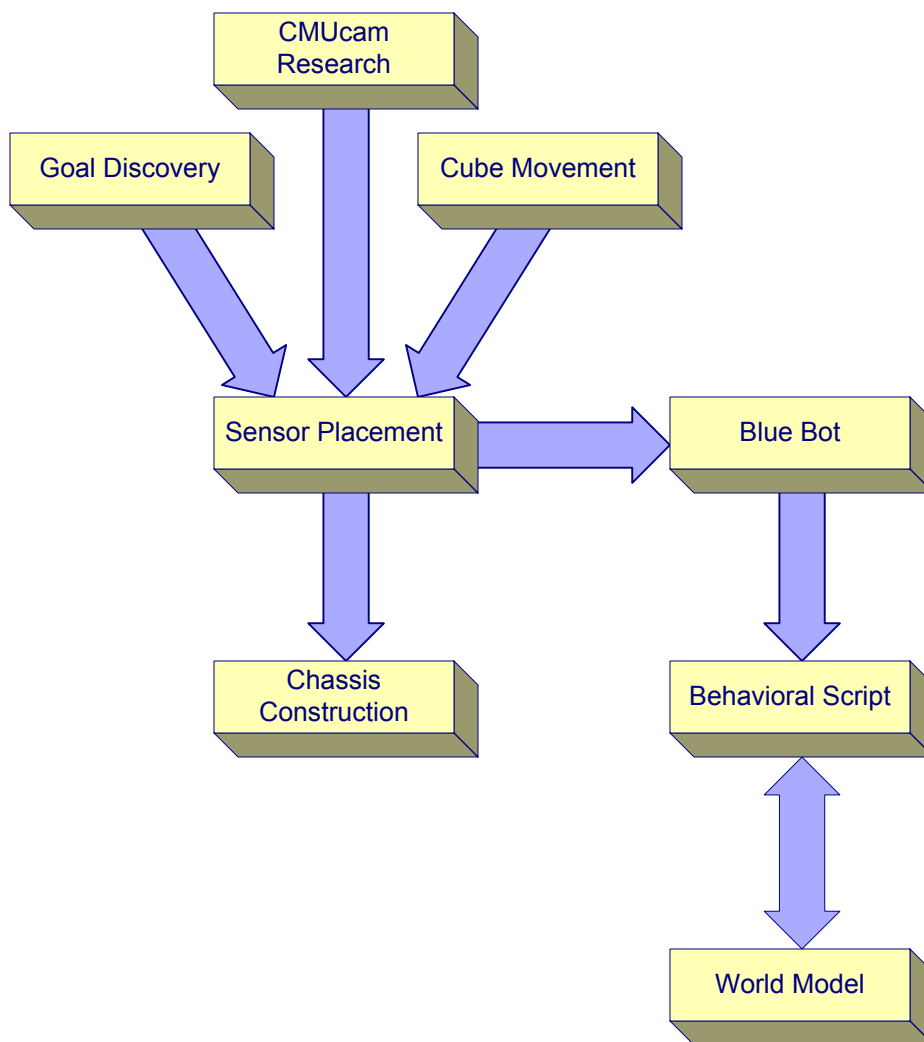 CMUcam
Research
Goal Discovery
Cube Movement
Sensor Placement
Blue Bot
Chassis
Construction
Behavioral Script
World Model